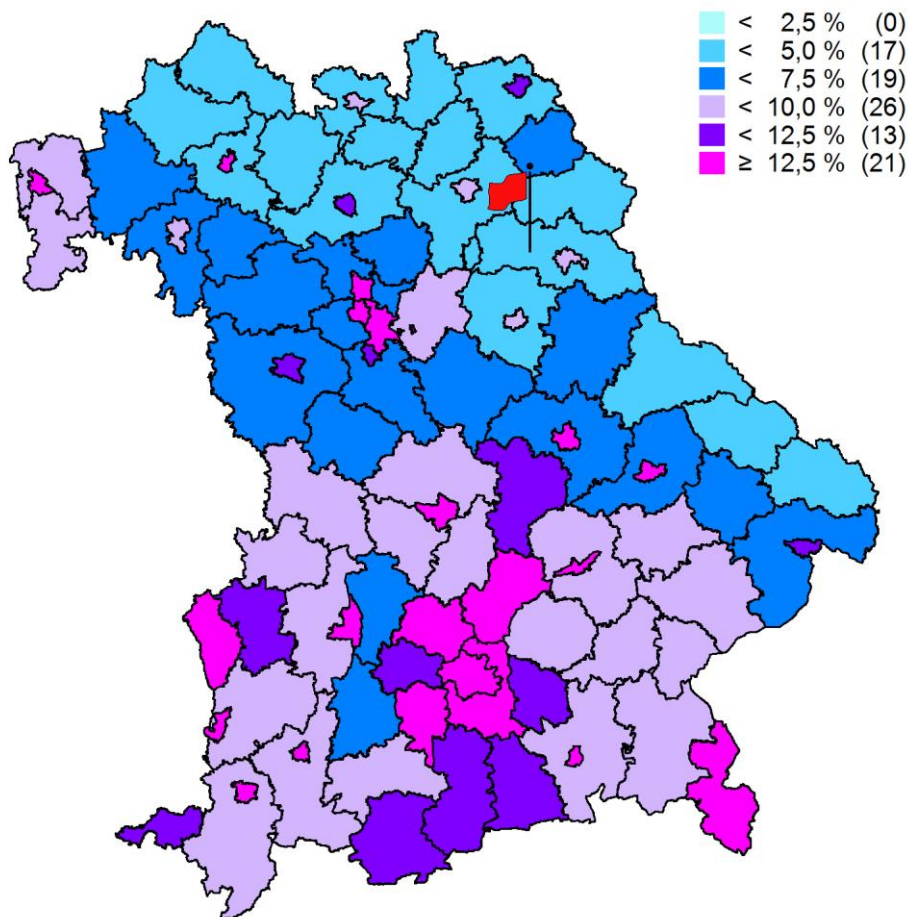 < 2,5 % (0)
< 5,0 % (17)
< 7,5 % (19)
< 10,0 % (26)
< 12,5 % (13)
≥ 12,5 % (21)